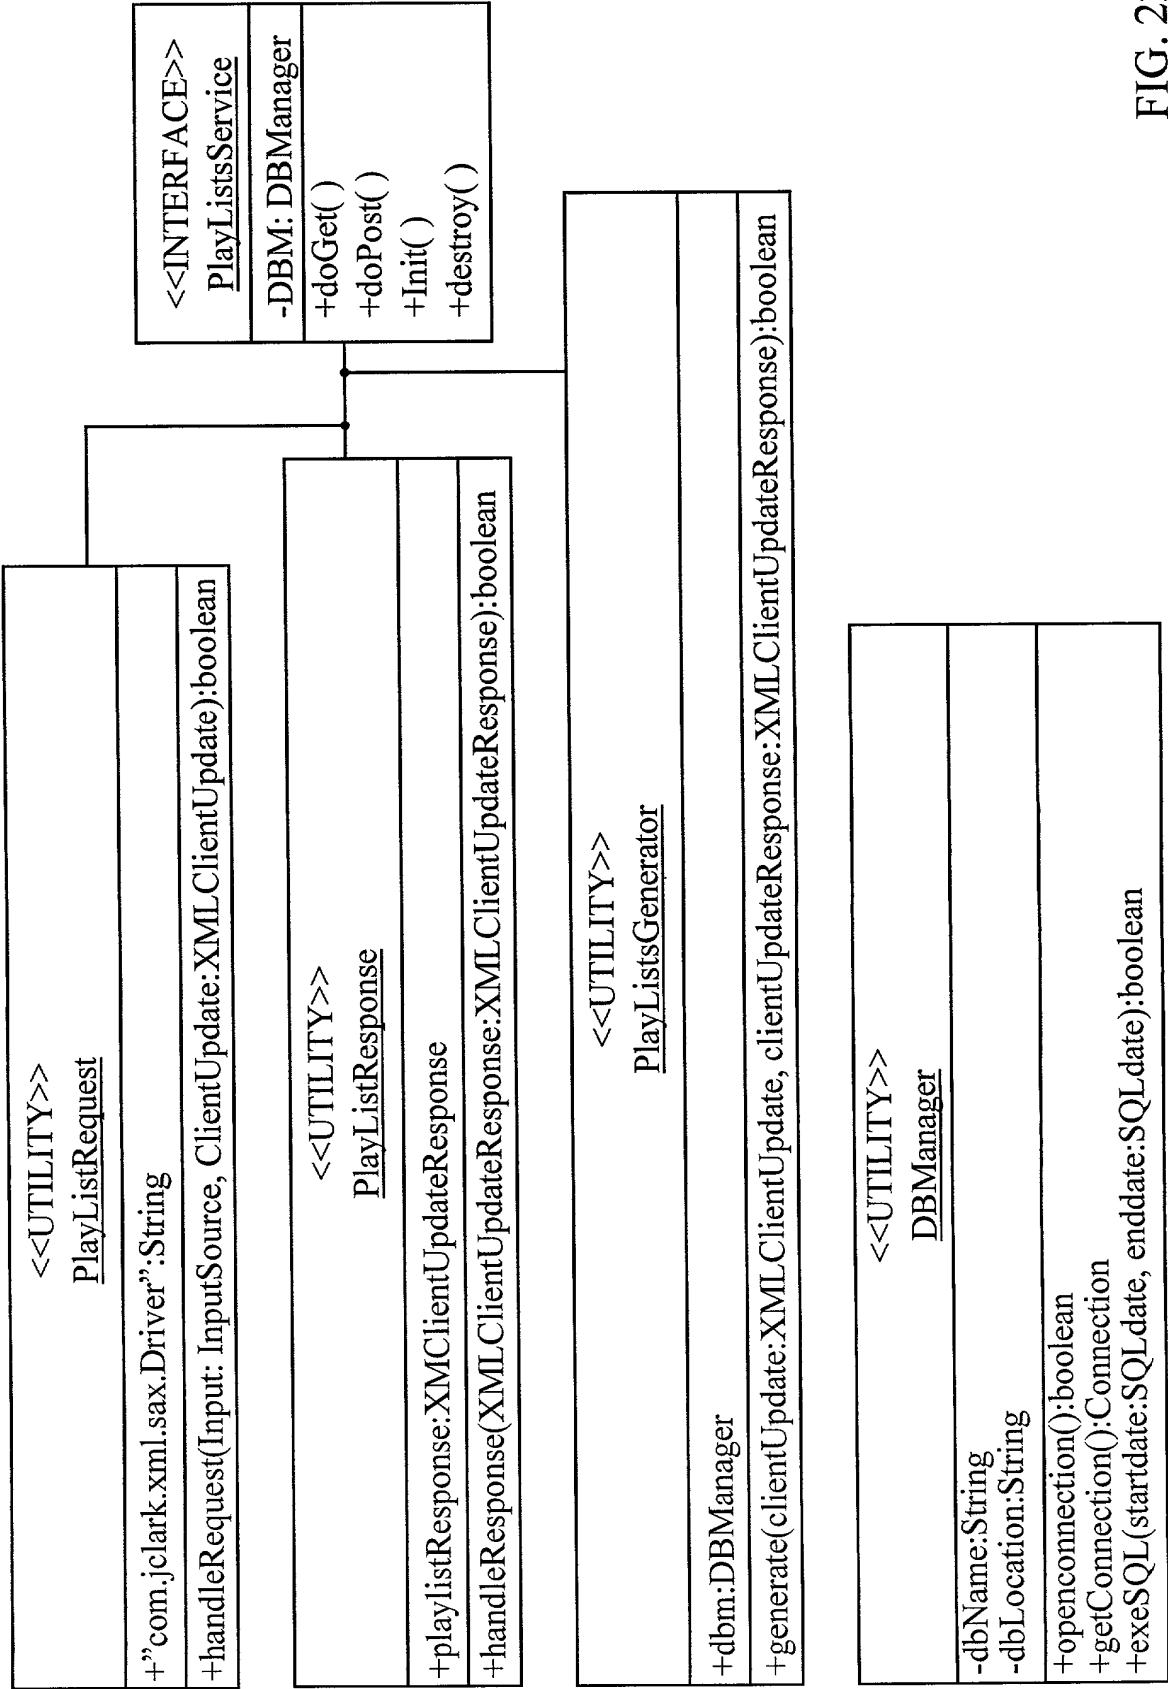 <<UTILITY>>
PlayListRequest
+”com.jclark.xml.sax.Driver”:String
+handleRequest(Input: InputSource, ClientUpdate:XMLClientUpdate):boolean
<<UTILITY>>
PlayListResponse
+playlistResponse:XMClientUpdateResponse
+handleResponse(XMLClientUpdateResponse:XMLClientUpdateResponse):boolean
<<INTERFACE>>
PlayListsService
-DBM: DBManager
+doGet( )
+doPost( )
+Init( )
+destroy( )
<<UTILITY>>
PlayListsGenerator
+dbm:DBManager
+generate(clientUpdate:XMLClientUpdate, clientUpdateResponse:XMLClientUpdateResponse):boolean
<<UTILITY>>
DBManager
-dbName:String
-dbLocation:String
+openconnection():boolean
+getConnection():Connection
+exeSQL(startdate:SQLdate, enddate:SQLdate):boolean
FIG.